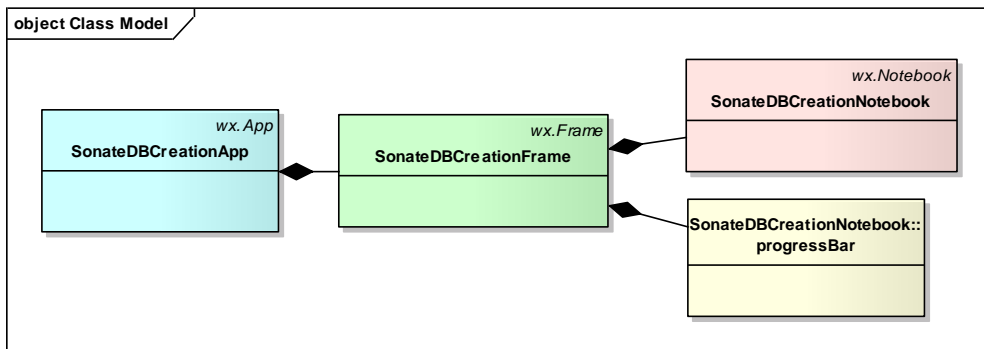 object Class Model
wx.App
SonateDBCreationApp
wx.Frame
SonateDBCreationFrame
wx.Notebook
SonateDBCreationNotebook
SonateDBCreationNotebook::
progressBar